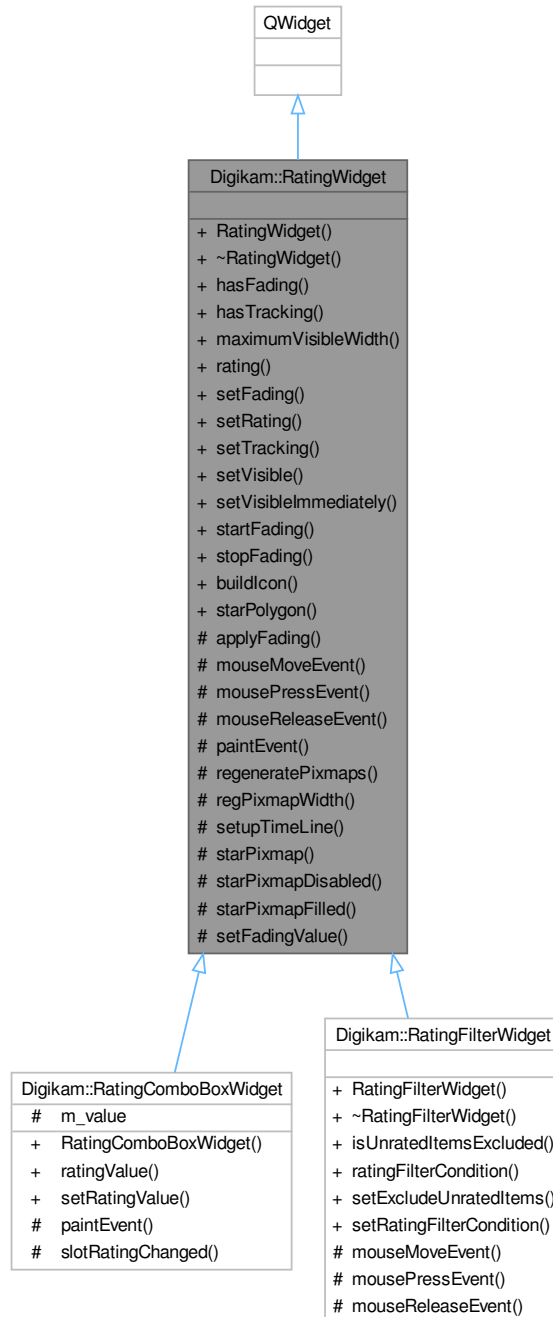 QWidget
Digikam::RatingWidget
+ RatingWidget()
+ ~RatingWidget()
+ hasFading()
+ hasTracking()
+ maximumVisibleWidth()
+ rating()
+ setFading()
+ setRating()
+ setTracking()
+ setVisible()
+ setVisibleImmediately()
+ startFading()
+ stopFading()
+ buildIcon()
+ starPolygon()
# applyFading()
# mouseMoveEvent()
# mousePressEvent()
# mouseReleaseEvent()
# paintEvent()
# regeneratePixmaps()
# regPixmapWidth()
# setupTimeLine()
# starPixmap()
# starPixmapDisabled()
# starPixmapFilled()
# setFadingValue()
Digikam::RatingComboBoxWidget
# m_value
+ RatingComboBoxWidget()
+ ratingValue()
+ setRatingValue()
# paintEvent()
# slotRatingChanged()
Digikam::RatingFilterWidget
+ RatingFilterWidget()
+ ~RatingFilterWidget()
+ isUnratedItemsExcluded()
+ ratingFilterCondition()
+ setExcludeUnratedItems()
+ setRatingFilterCondition()
# mouseMoveEvent()
# mousePressEvent()
# mouseReleaseEvent()